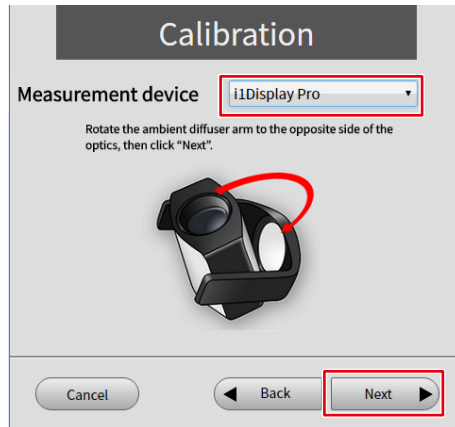 Calibration
Measurement device i1Display Pro
Rotate the ambient diffuser arm to the opposite side of the
optics, then click “Next”.
Cancel Back Next